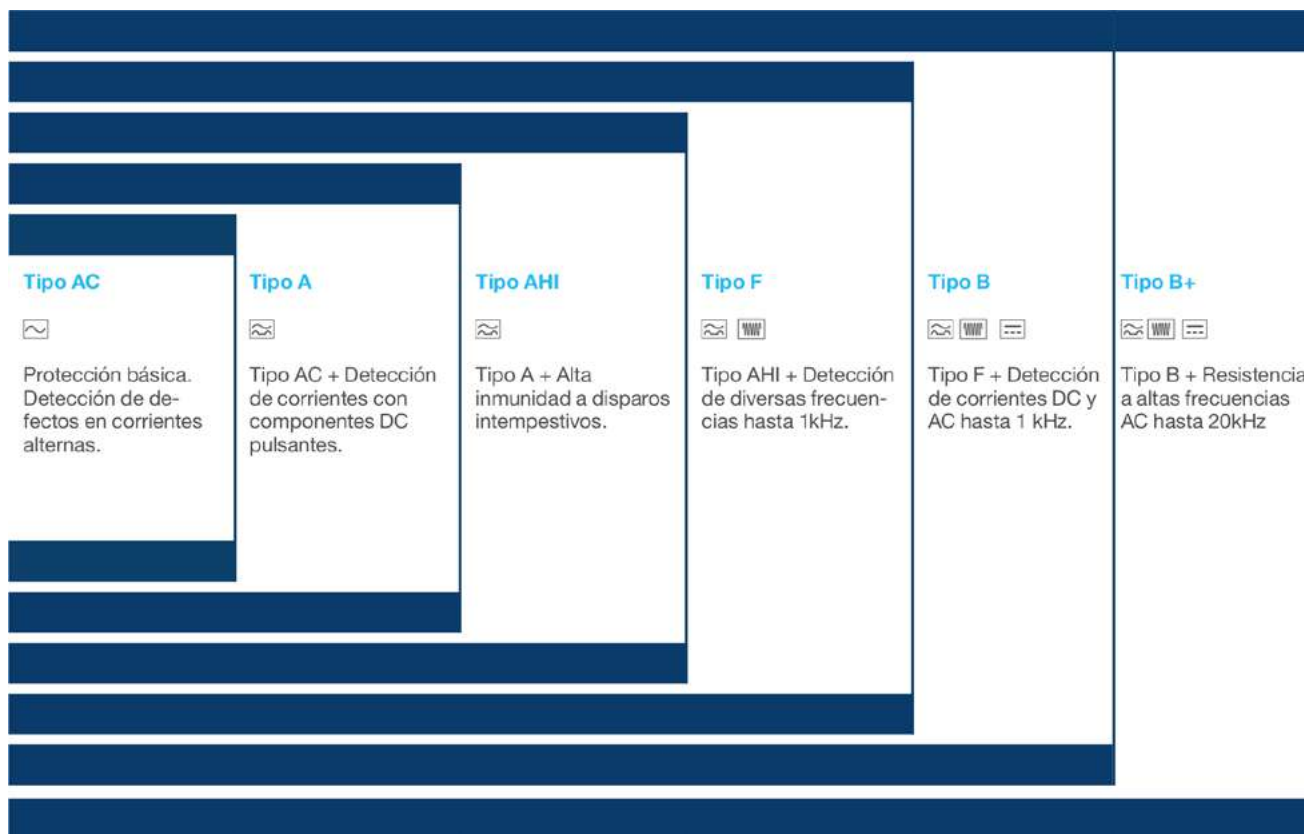 Tipo AC
Protección básica.
Detección de de-
fectos en corrientes
alternas.
Tipo A
Tipo AC + Detección
de corrientes con
componentes DC
pulsantes.
Tipo AHI
Tipo A + Alta
inmunidad a disparos
intempestivos.
Tipo F
Tipo AHI + Detección
de diversas frecuen-
cias hasta 1kHz.
Tipo B
Tipo F + Detección
de corrientes DC y
AC hasta 1 kHz.
Tipo B+
Tipo B + Resistencia
a altas frecuencias
AC hasta 20kHz